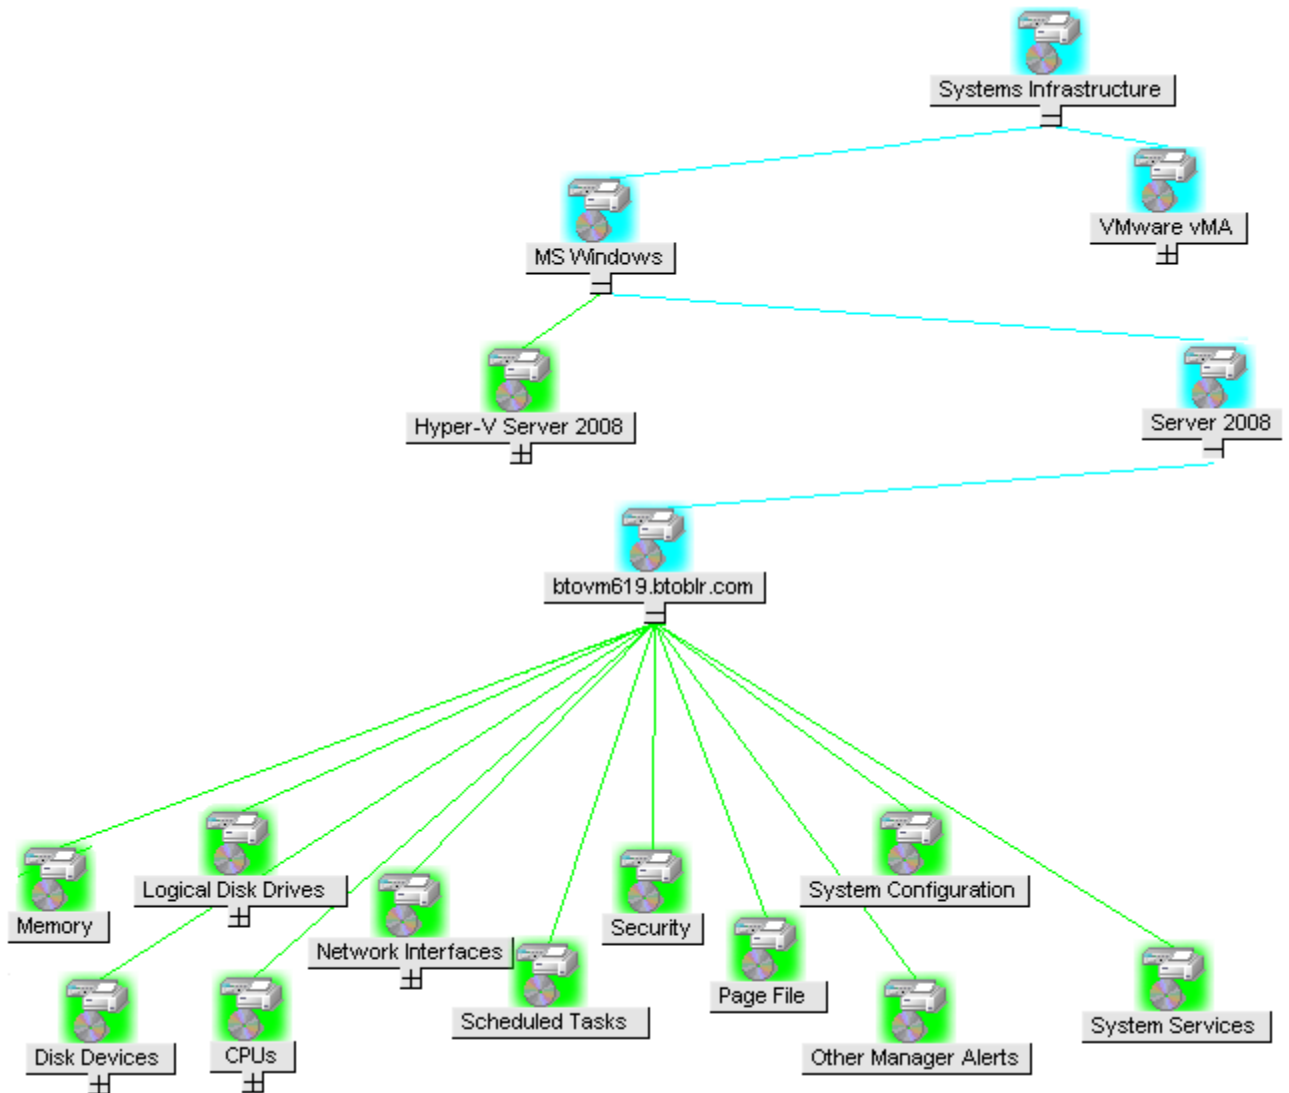 Systems Infrastructure
VMware vMA
MS Windows
Server 2008
Hyper-V Server 2008
btovm619.btoblr.com
Logical Disk Drives
System Configuration
Memory
Security
Network Interfaces
Page File
Scheduled Tasks
System Services
Disk Devices
CPUs
Other Manager Alerts